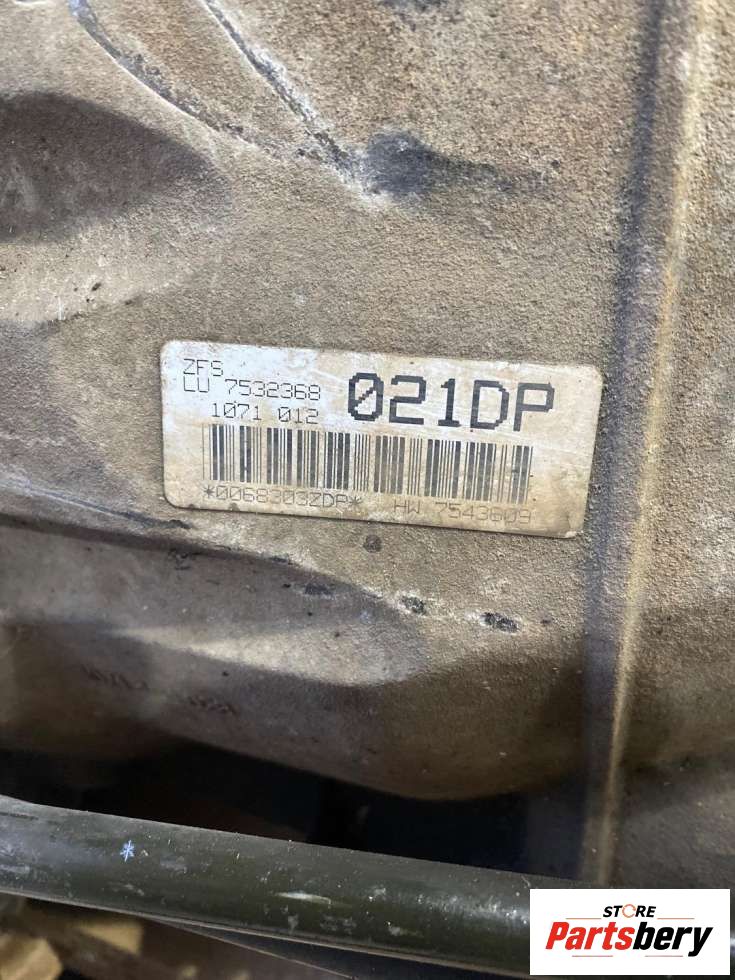 ZFS
LU 7532368
021DP
1071 012
*0068303ZDP* HW 7543609
STORE
Partsbery